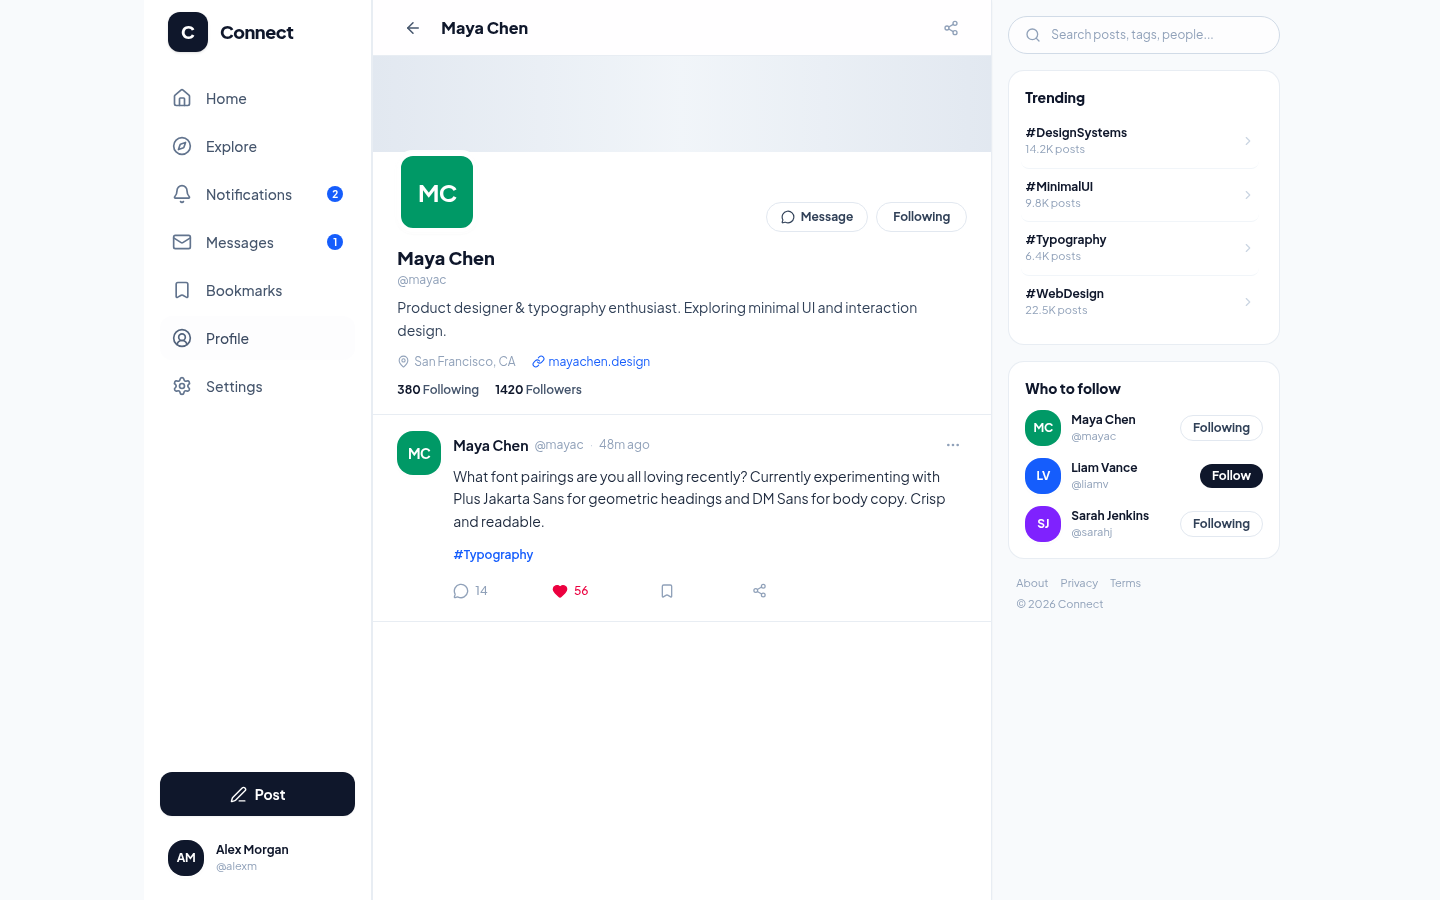 C Connect
Home
Explore
Notifications 2
Messages 1
Bookmarks
Profile
Settings
Post
AM
Alex Morgan
@alexm
Maya Chen
MC
Message
Following
Maya Chen
@mayac
Product designer & typography enthusiast. Exploring minimal UI and interaction
design.
San Francisco, CA mayachen.design
380 Following 1420 Followers
MC
Maya Chen @mayac · 48m ago
What font pairings are you all loving recently? Currently experimenting with
Plus Jakarta Sans for geometric headings and DM Sans for body copy. Crisp
and readable.
#Typography
14 56
Search posts, tags, people...
Trending
#DesignSystems
14.2K posts
#MinimalUI
9.8K posts
#Typography
6.4K posts
#WebDesign
22.5K posts
Who to follow
MC
Maya Chen
@mayac
Following
LV
Liam Vance
@liamv
Follow
SJ
Sarah Jenkins
@sarahj
Following
About Privacy Terms
© 2026 Connect